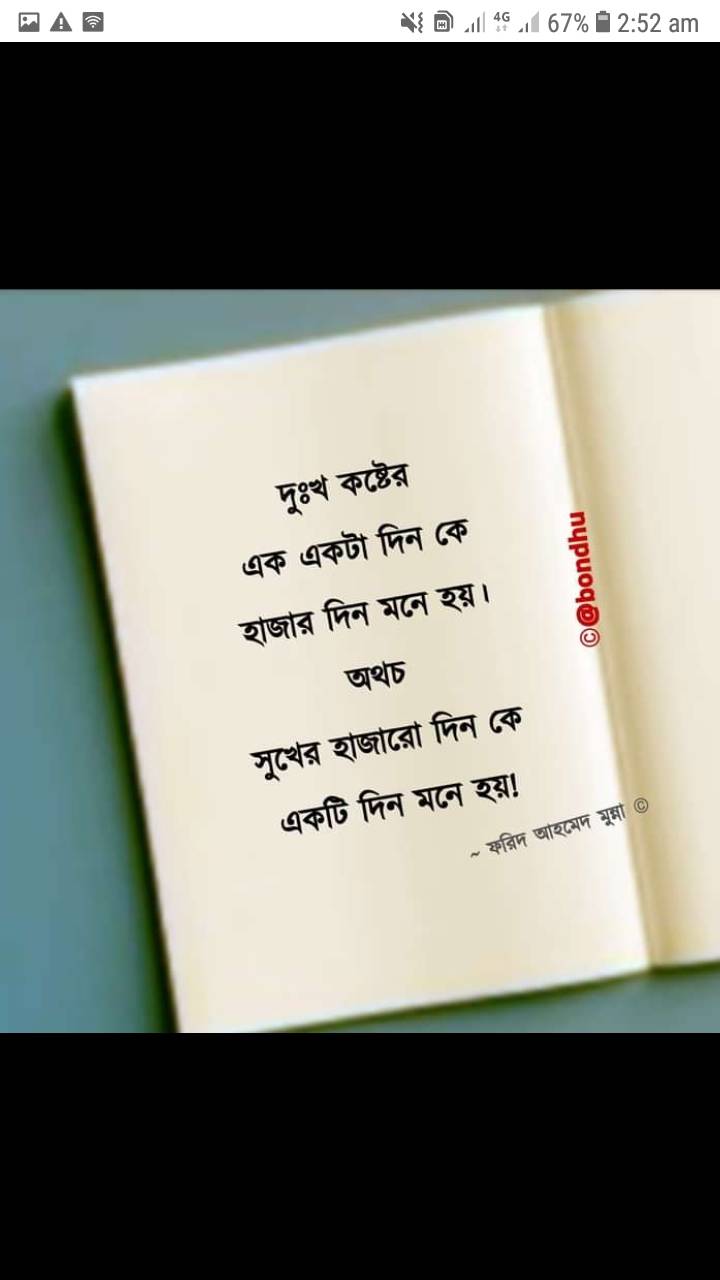 4G 67% 2:52 am
দুঃখ কষ্টের
এক একটা দিন কে
হাজার দিন মনে হয়।
অথচ
সুখের হাজারো দিন কে
একটি দিন মনে হয়!
~ ফরিদ আহমেদ মুন্না ©
©@bondhu